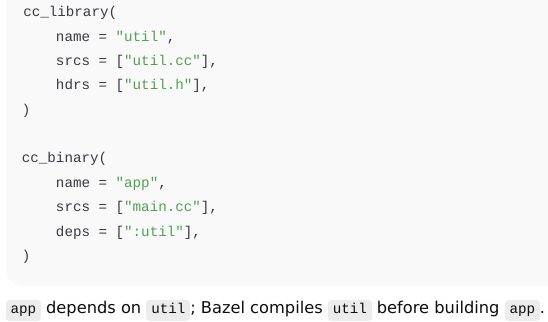 cc_library(
    name = "util",
    srcs = ["util.cc"],
    hdrs = ["util.h"],
)

cc_binary(
    name = "app",
    srcs = ["main.cc"],
    deps = [":util"],
)
app depends on util; Bazel compiles util before building app.